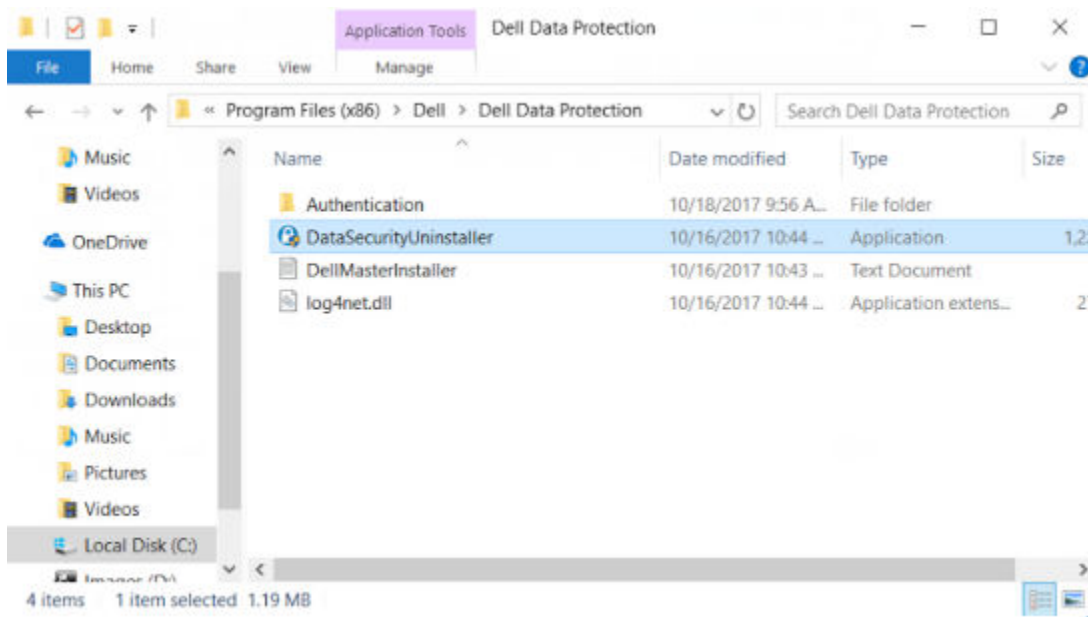 Application Tools Dell Data Protection
File Home Share View Manage
« Program Files (x86) > Dell > Dell Data Protection Search Dell Data Protection
Name Date modified Type Size
Music
Videos
OneDrive
This PC
Desktop
Documents
Downloads
Music
Pictures
Videos
Local Disk (C:)
Images (D:)
Authentication 10/18/2017 9:56 A... File folder
DataSecurityUninstaller 10/16/2017 10:44 ... Application 1,2
DellMasterInstaller 10/16/2017 10:43 ... Text Document
log4net.dll 10/16/2017 10:44 ... Application extens... 2
4 items 1 item selected 1.19 MB